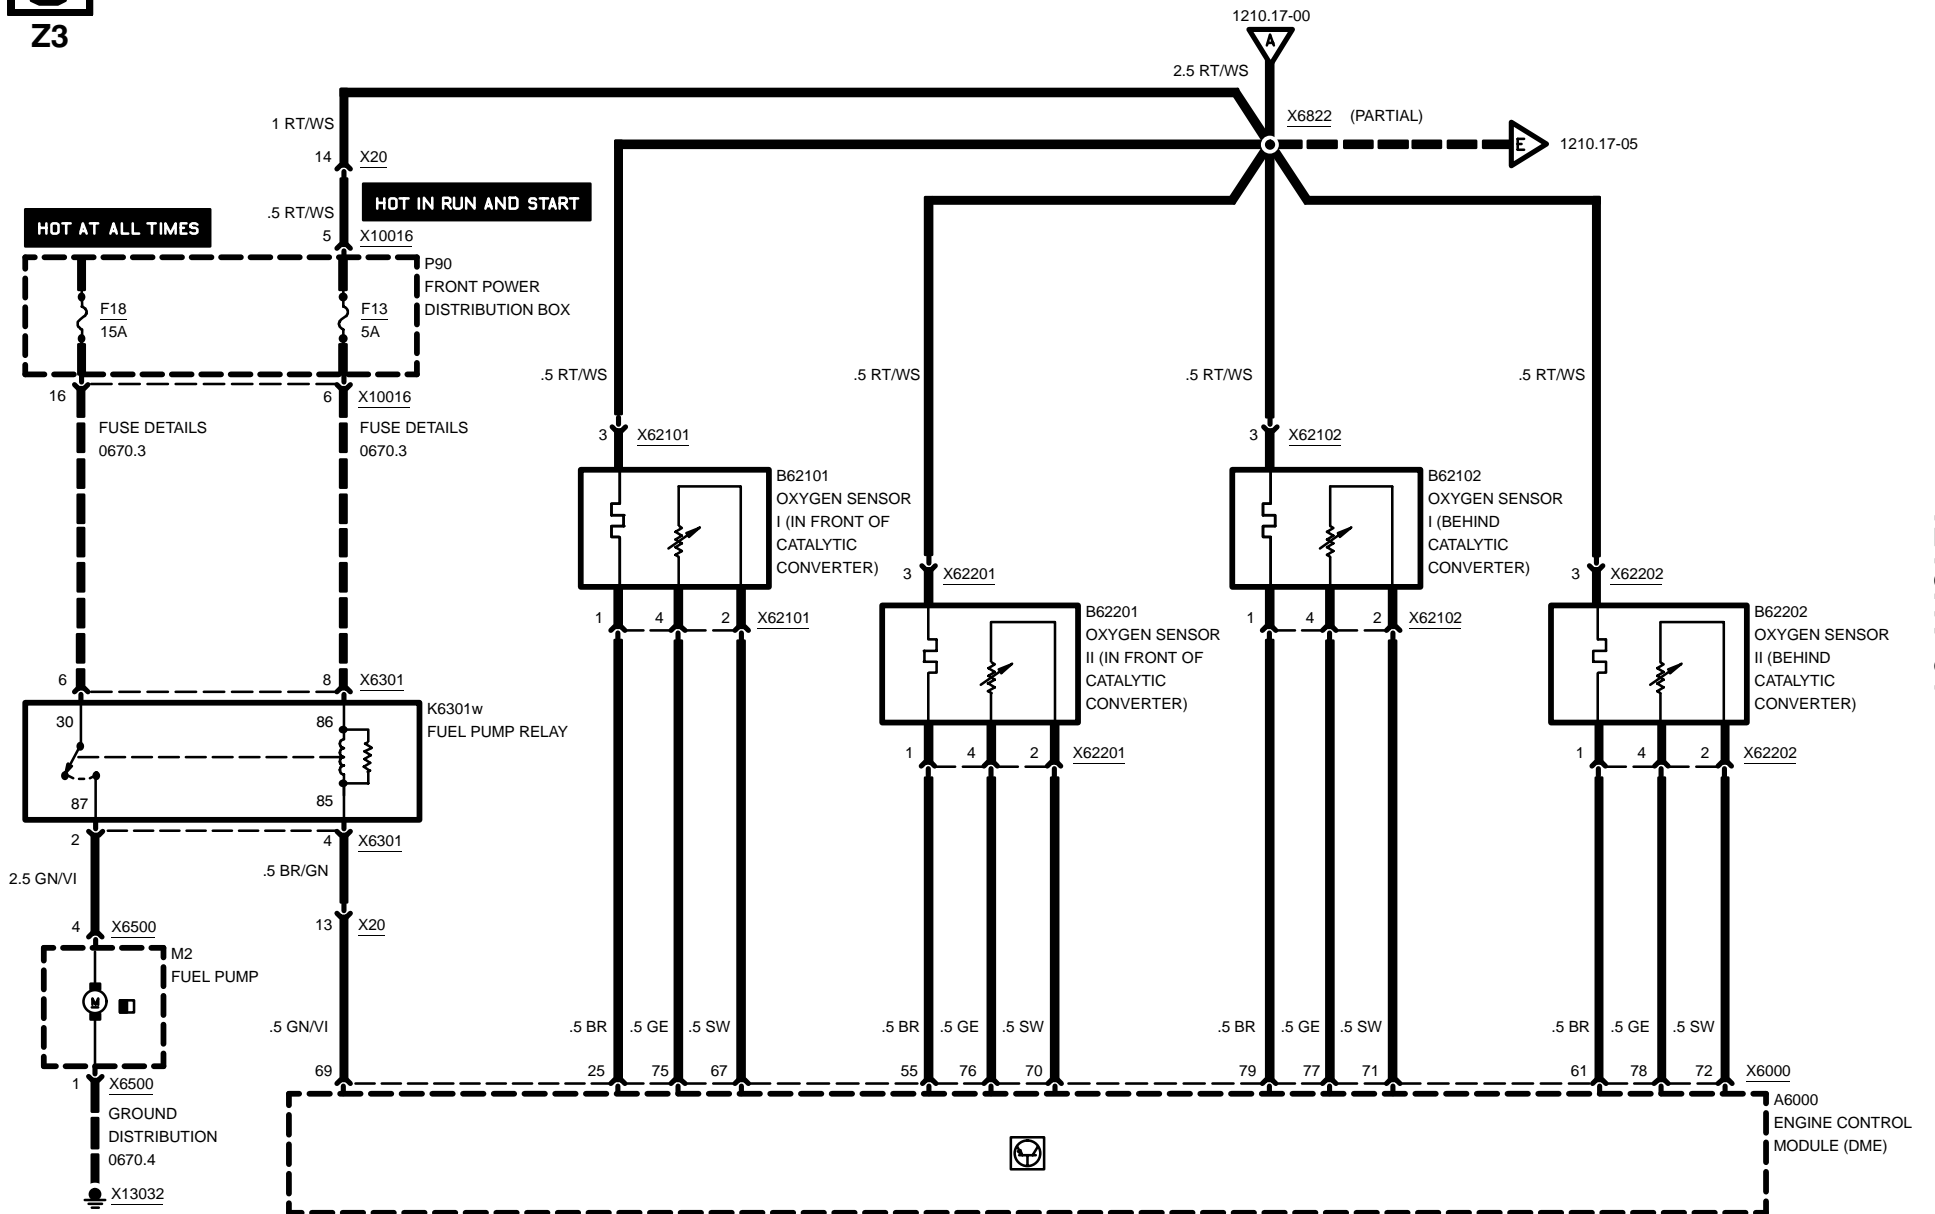 Z3
1210.17-00
A
2.5 RT/WS
X6822 (PARTIAL)
E 1210.17-05
1 RT/WS
14 X20
HOT IN RUN AND START
.5 RT/WS
HOT AT ALL TIMES
5 X10016
P90
FRONT POWER
DISTRIBUTION BOX
F18
15A
F13
5A
16
6 X10016
FUSE DETAILS
0670.3
FUSE DETAILS
0670.3
.5 RT/WS
.5 RT/WS
.5 RT/WS
.5 RT/WS
3 X62101
3 X62102
B62101
OXYGEN SENSOR
I (IN FRONT OF
CATALYTIC
CONVERTER)
B62102
OXYGEN SENSOR
I (BEHIND
CATALYTIC
CONVERTER)
3 X62201
3 X62202
1 4 2 X62101
1 4 2 X62102
B62201
OXYGEN SENSOR
II (IN FRONT OF
CATALYTIC
CONVERTER)
B62202
OXYGEN SENSOR
II (BEHIND
CATALYTIC
CONVERTER)
6
8 X6301
K6301w
FUEL PUMP RELAY
30
86
87
85
1 4 2 X62201
1 4 2 X62202
2
4 X6301
2.5 GN/VI
.5 BR/GN
4 X6500
13 X20
M2
FUEL PUMP
M
.5 GN/VI
.5 BR .5 GE .5 SW
.5 BR .5 GE .5 SW
.5 BR .5 GE .5 SW
.5 BR .5 GE .5 SW
69
25 75 67
55 76 70
79 77 71
61 78 72 X6000
1 X6500
GROUND
DISTRIBUTION
0670.4
X13032
A6000
ENGINE CONTROL
MODULE (DME)